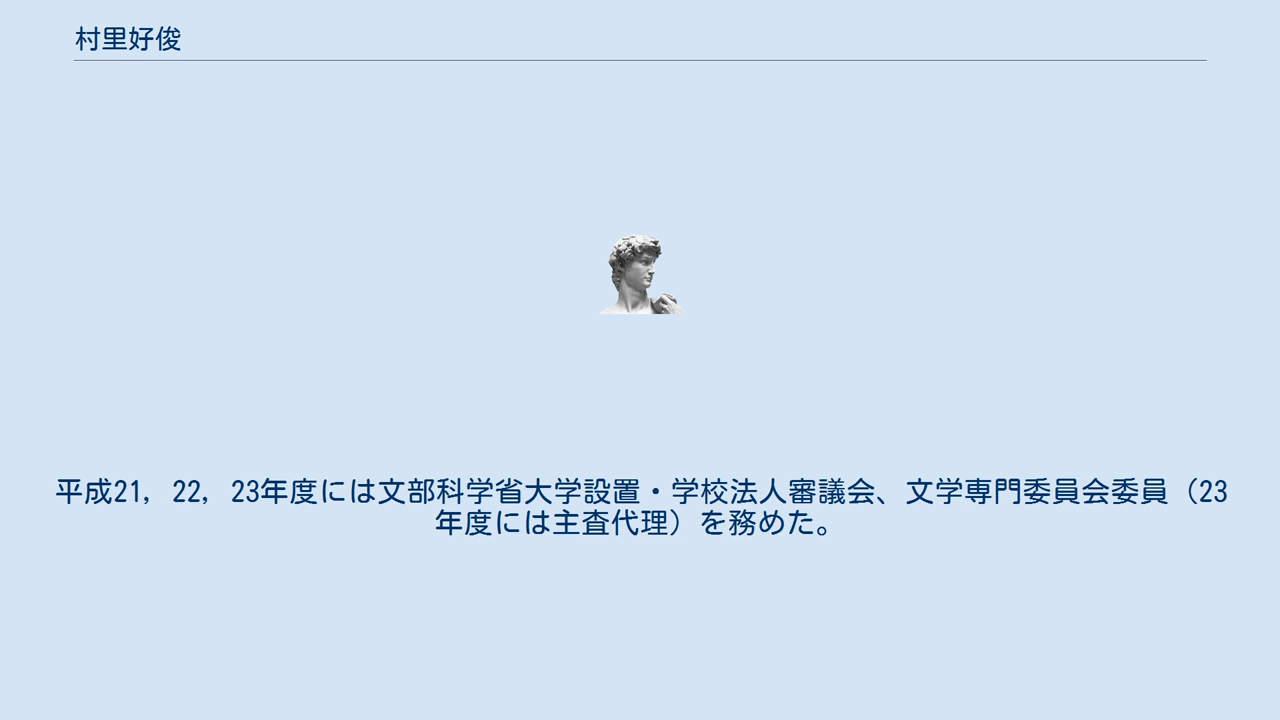 村里好俊
平成21，22，23年度には文部科学省大学設置・学校法人審議会、文学専門委員会委員（23
年度には主査代理）を務めた。